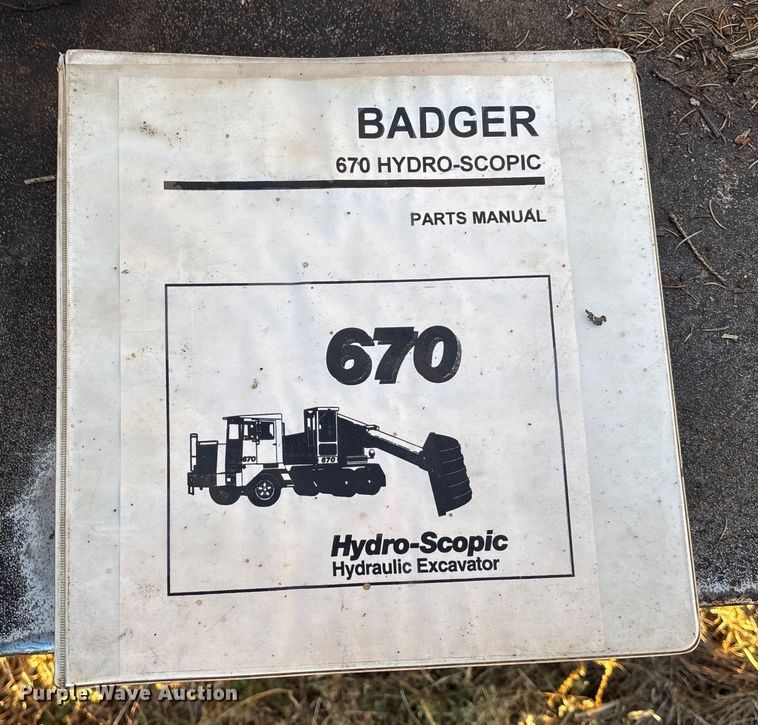 BADGER
670 HYDRO-SCOPIC
PARTS MANUAL
670
670
670
Hydro-Scopic
Hydraulic Excavator
Purple Wave Auction